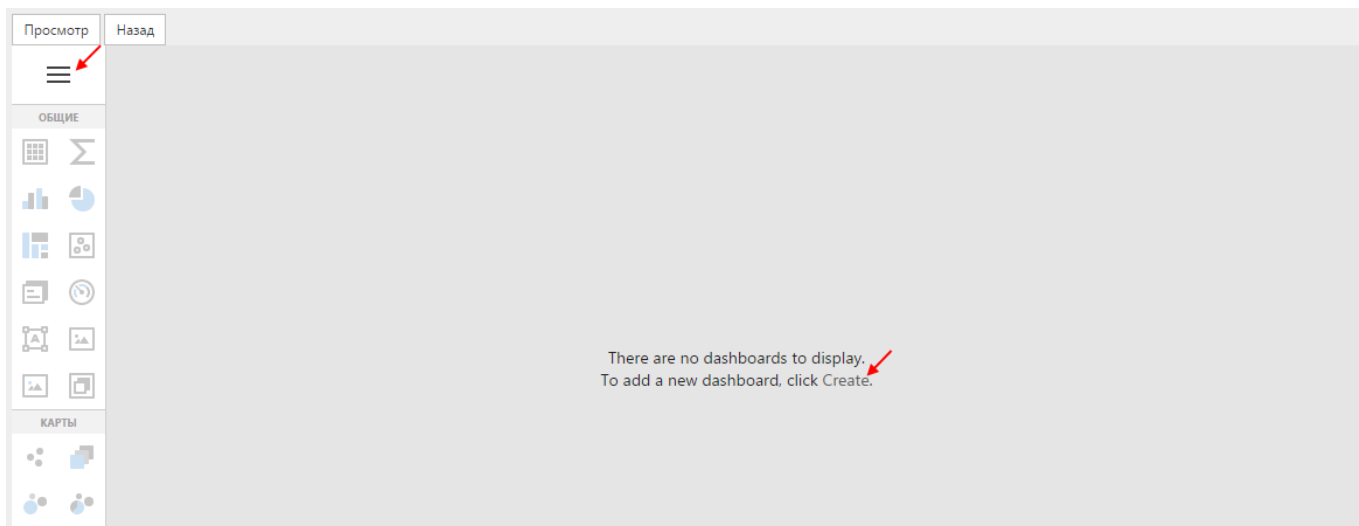 Просмотр
Назад
ОБЩИЕ
There are no dashboards to display.
To add a new dashboard, click Create.
КАРТЫ